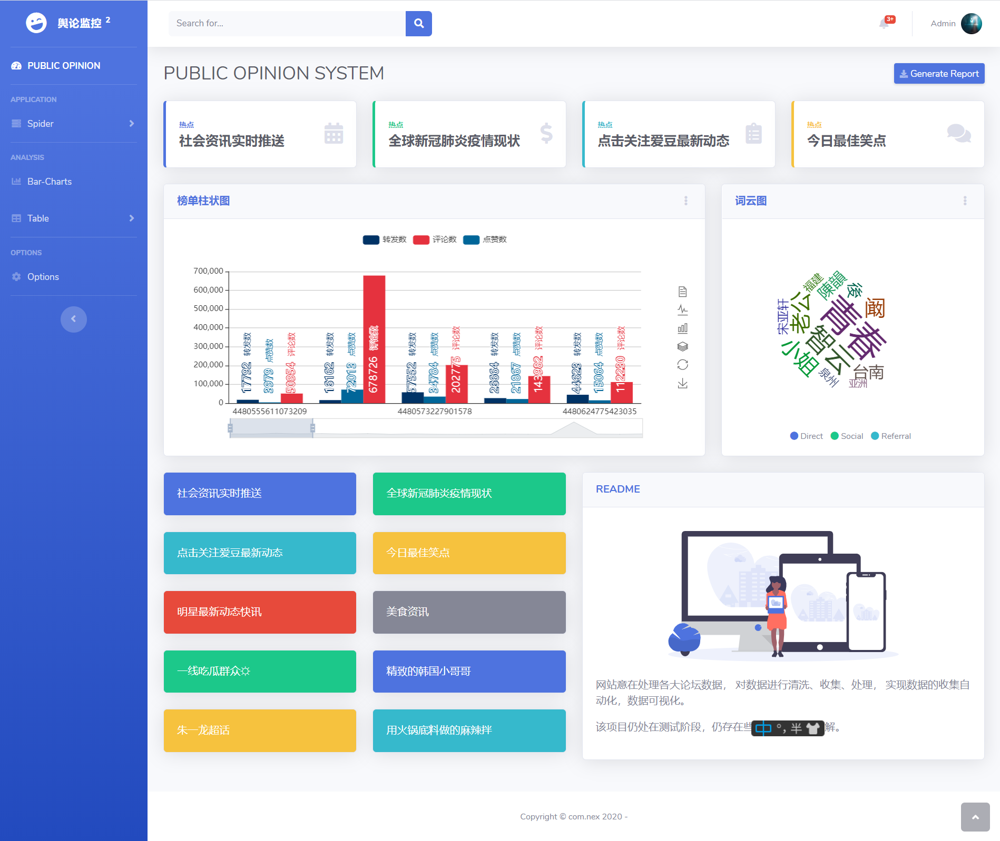 舆论监控 2
Search for...
3+
Admin
PUBLIC OPINION
APPLICATION
Spider
ANALYSIS
Bar-Charts
Table
OPTIONS
Options
PUBLIC OPINION SYSTEM
Generate Report
热点
社会资讯实时推送
热点
全球新冠肺炎疫情现状
热点
点击关注爱豆最新动态
热点
今日最佳笑点
榜单柱状图
转发数 评论数 点赞数
700,000
600,000
500,000
400,000
300,000
200,000
100,000
0
17792 转发数
3979 点赞数
50954 评论数
16162 转发数
72013 点赞数
678726 评论数
57552 转发数
34784 点赞数
202775 评论数
26664 转发数
21867 点赞数
143982 评论数
44623 转发数
15064 点赞数
112230 评论数
4480555611073209
4480573227901578
4480624775423035
词云图
福建
陳韻
後
阚
宋亚轩
老公
青春
智云
小姐
泉州
台南
亚洲
Direct Social Referral
社会资讯实时推送
全球新冠肺炎疫情现状
点击关注爱豆最新动态
今日最佳笑点
明星最新动态快讯
美食资讯
一线吃瓜群众
精致的韩国小哥哥
朱一龙超话
用火锅底料做的麻辣拌
README
网站意在处理各大论坛数据， 对数据进行清洗、收集、处理， 实现数据的收集自
动化，数据可视化。
该项目仍处在测试阶段，仍存在些 中 °, 半 解。
Copyright © com.nex 2020 -